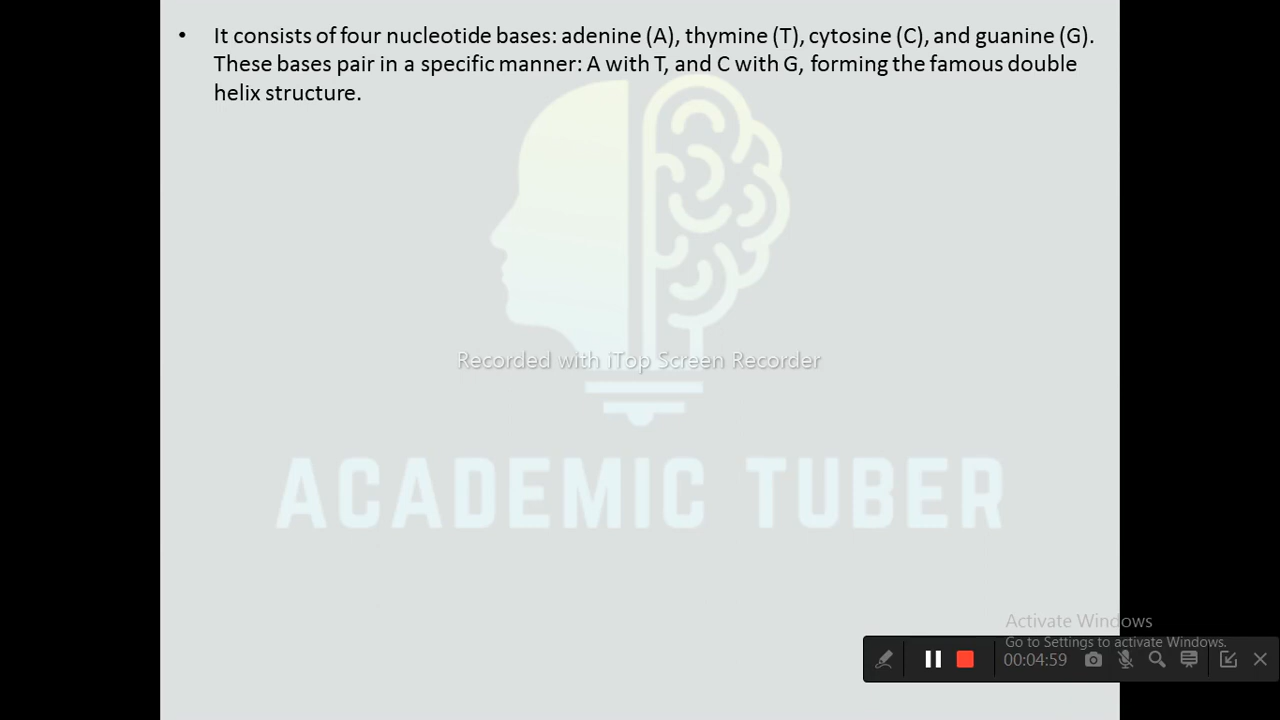 • It consists of four nucleotide bases: adenine (A), thymine (T), cytosine (C), and guanine (G).
These bases pair in a specific manner: A with T, and C with G, forming the famous double
helix structure.
Recorded with iTop Screen Recorder
ACADEMIC TUBER
Activate Windows
Go to Settings to activate Windows.
00:04:59